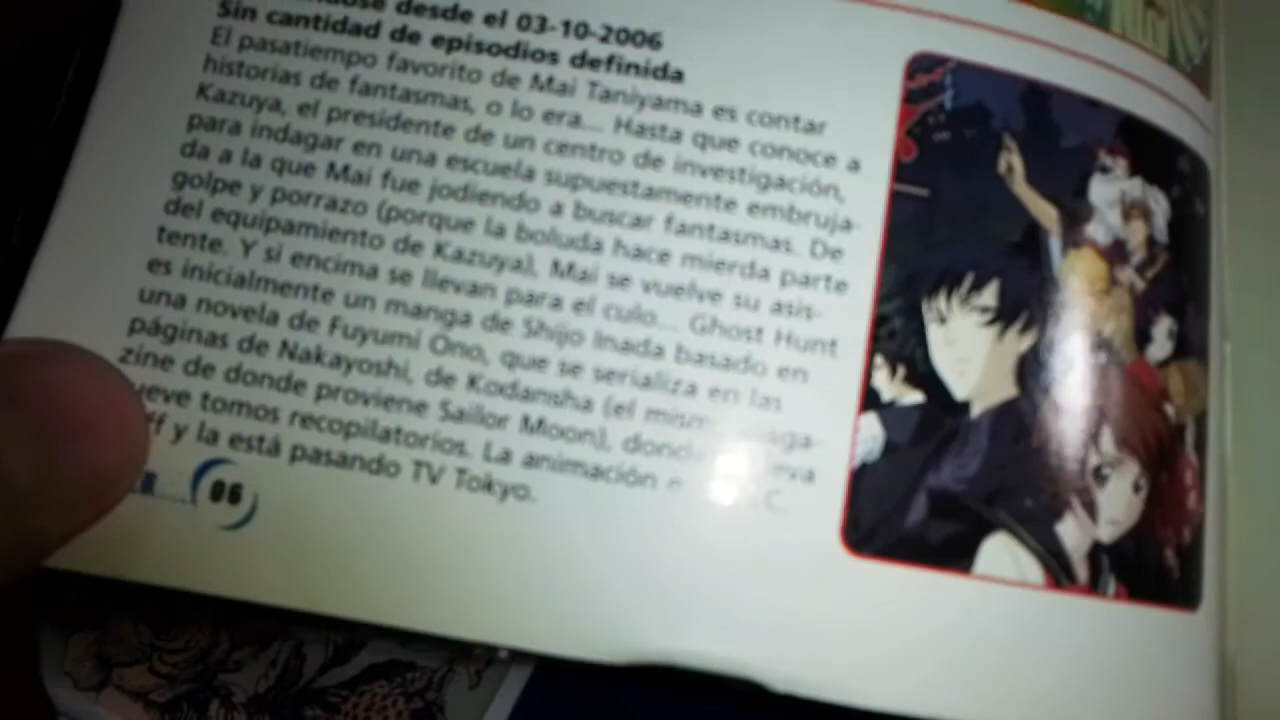 desde el 03-10-2006
Sin cantidad de episodios definida
El pasatiempo favorito de Mai Taniyama es contar
historias de fantasmas, o lo era... Hasta que conoce a
Kazuya, el presidente de un centro de investigación,
para indagar en una escuela supuestamente embruja-
da a la que Mai fue jodiendo a buscar fantasmas. De
golpe y porrazo (porque la boluda hace mierda parte
del equipamiento de Kazuya), Mai se vuelve su asis-
tente. Y si encima se llevan para el culo... Ghost Hunt
es inicialmente un manga de Shijo Inada basado en
una novela de Fuyumi Ono, que se serializa en las
páginas de Nakayoshi, de Kodansha (el
zine de donde proviene Sailor Moon),
tomos recopilatorios. La animación
y la está pasando TV Tokyo.
06